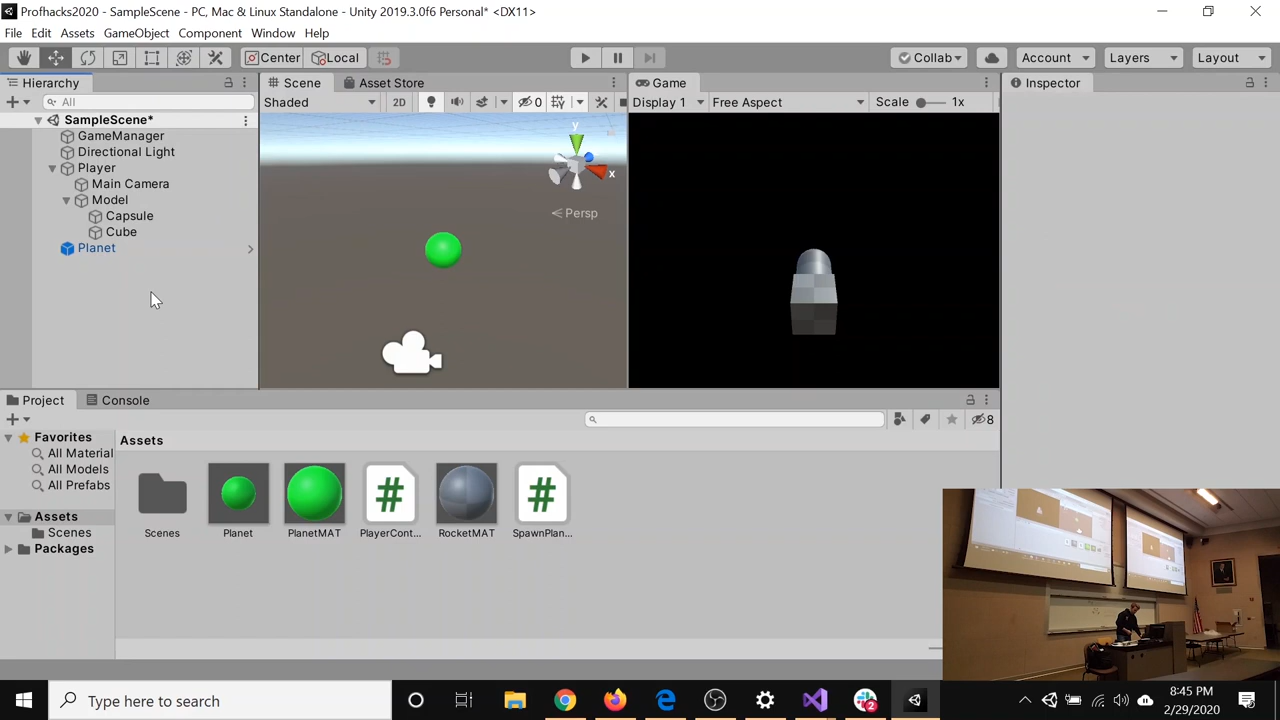 Profhacks2020 - SampleScene - PC, Mac & Linux Standalone - Unity 2019.3.0f6 Personal* <DX11>
File Edit Assets GameObject Component Window Help
Center Local Collab Account Layers Layout
Hierarchy Scene Asset Store Game Inspector
All Shaded 2D 0 Display 1 Free Aspect Scale 1x
SampleScene*
GameManager
Directional Light
Player
Main Camera
Model
Capsule
Cube
Planet
y
x
Persp
Project Console
8
Favorites
All Material
All Models
All Prefabs
Assets
Scenes
Packages
Assets
Scenes Planet PlanetMAT PlayerCont... RocketMAT SpawnPlan...
Type here to search
2
8:45 PM
2/29/2020